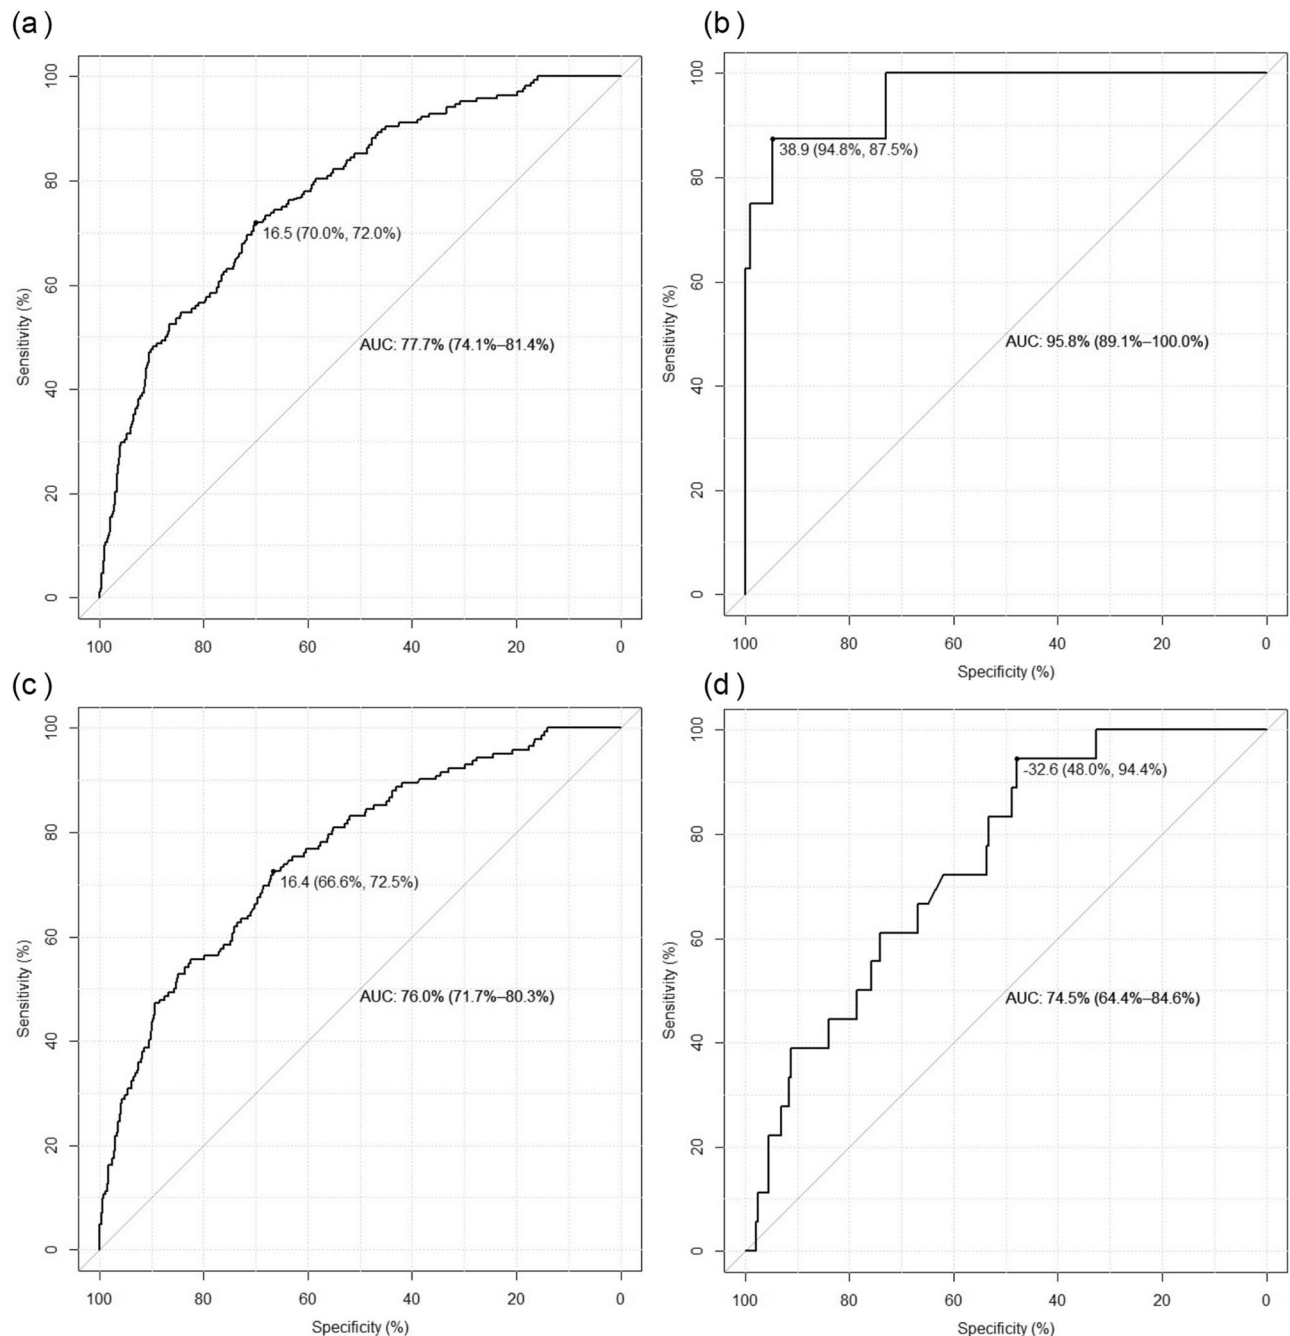 (a)
100
80
60
40
20
0
Sensitivity (%)
16.5 (70.0%, 72.0%)
AUC: 77.7% (74.1%–81.4%)
100 80 60 40 20 0
(b)
100
80
60
40
20
0
Sensitivity (%)
38.9 (94.8%, 87.5%)
AUC: 95.8% (89.1%–100.0%)
100 80 60 40 20 0
Specificity (%)
(c)
100
80
60
40
20
0
Sensitivity (%)
16.4 (66.6%, 72.5%)
AUC: 76.0% (71.7%–80.3%)
100 80 60 40 20 0
Specificity (%)
(d)
100
80
60
40
20
0
Sensitivity (%)
-32.6 (48.0%, 94.4%)
AUC: 74.5% (64.4%–84.6%)
100 80 60 40 20 0
Specificity (%)